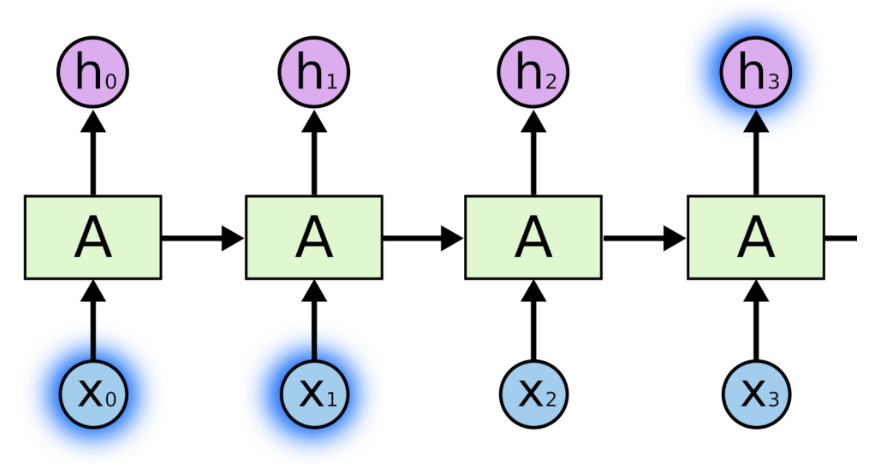 h₀ h₁ h₂ h₃
A A A A
x₀ x₁ x₂ x₃